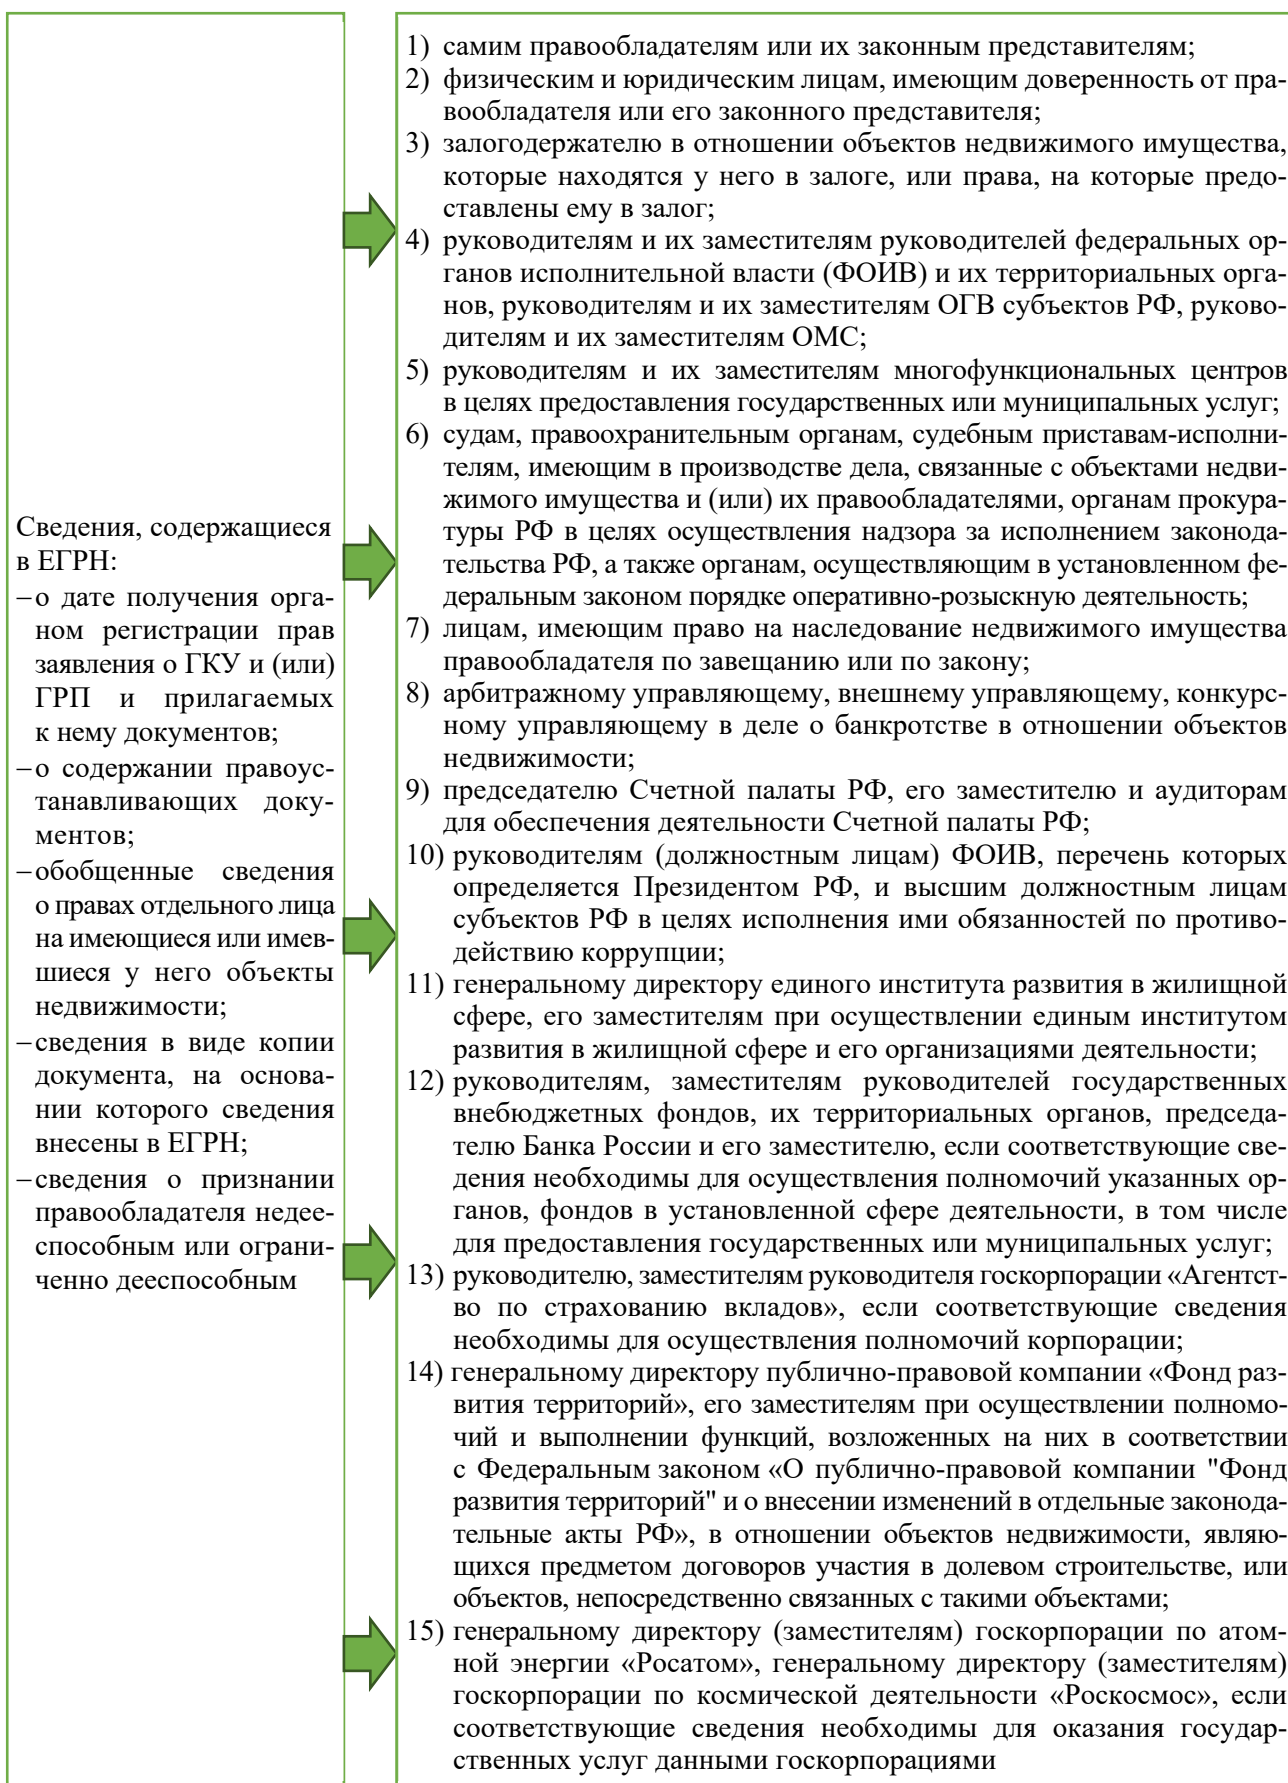 Сведения, содержащиеся
в ЕГРН:
–о дате получения орга-
ном регистрации прав
заявления о ГКУ и (или)
ГРП и прилагаемых
к нему документов;
–о содержании правоус-
танавливающих доку-
ментов;
–обобщенные сведения
о правах отдельного лица
на имеющиеся или имев-
шиеся у него объекты
недвижимости;
–сведения в виде копии
документа, на основа-
нии которого сведения
внесены в ЕГРН;
–сведения о признании
правообладателя недее-
способным или ограни-
ченно дееспособным
1) самим правообладателям или их законным представителям;
2) физическим и юридическим лицам, имеющим доверенность от пра-
вообладателя или его законного представителя;
3) залогодержателю в отношении объектов недвижимого имущества,
которые находятся у него в залоге, или права, на которые предо-
ставлены ему в залог;
4) руководителям и их заместителям руководителей федеральных ор-
ганов исполнительной власти (ФОИВ) и их территориальных орга-
нов, руководителям и их заместителям ОГВ субъектов РФ, руково-
дителям и их заместителям ОМС;
5) руководителям и их заместителям многофункциональных центров
в целях предоставления государственных или муниципальных услуг;
6) судам, правоохранительным органам, судебным приставам-исполни-
телям, имеющим в производстве дела, связанные с объектами недви-
жимого имущества и (или) их правообладателями, органам прокура-
туры РФ в целях осуществления надзора за исполнением законода-
тельства РФ, а также органам, осуществляющим в установленном фе-
деральным законом порядке оперативно-розыскную деятельность;
7) лицам, имеющим право на наследование недвижимого имущества
правообладателя по завещанию или по закону;
8) арбитражному управляющему, внешнему управляющему, конкурс-
ному управляющему в деле о банкротстве в отношении объектов
недвижимости;
9) председателю Счетной палаты РФ, его заместителю и аудиторам
для обеспечения деятельности Счетной палаты РФ;
10) руководителям (должностным лицам) ФОИВ, перечень которых
определяется Президентом РФ, и высшим должностным лицам
субъектов РФ в целях исполнения ими обязанностей по противо-
действию коррупции;
11) генеральному директору единого института развития в жилищной
сфере, его заместителям при осуществлении единым институтом
развития в жилищной сфере и его организациями деятельности;
12) руководителям, заместителям руководителей государственных
внебюджетных фондов, их территориальных органов, председа-
телю Банка России и его заместителю, если соответствующие све-
дения необходимы для осуществления полномочий указанных ор-
ганов, фондов в установленной сфере деятельности, в том числе
для предоставления государственных или муниципальных услуг;
13) руководителю, заместителям руководителя госкорпорации «Агентст-
во по страхованию вкладов», если соответствующие сведения
необходимы для осуществления полномочий корпорации;
14) генеральному директору публично-правовой компании «Фонд раз-
вития территорий», его заместителям при осуществлении полномо-
чий и выполнении функций, возложенных на них в соответствии
с Федеральным законом «О публично-правовой компании "Фонд
развития территорий" и о внесении изменений в отдельные законода-
тельные акты РФ», в отношении объектов недвижимости, являю-
щихся предметом договоров участия в долевом строительстве, или
объектов, непосредственно связанных с такими объектами;
15) генеральному директору (заместителям) госкорпорации по атом-
ной энергии «Росатом», генеральному директору (заместителям)
госкорпорации по космической деятельности «Роскосмос», если
соответствующие сведения необходимы для оказания государ-
ственных услуг данными госкорпорациями